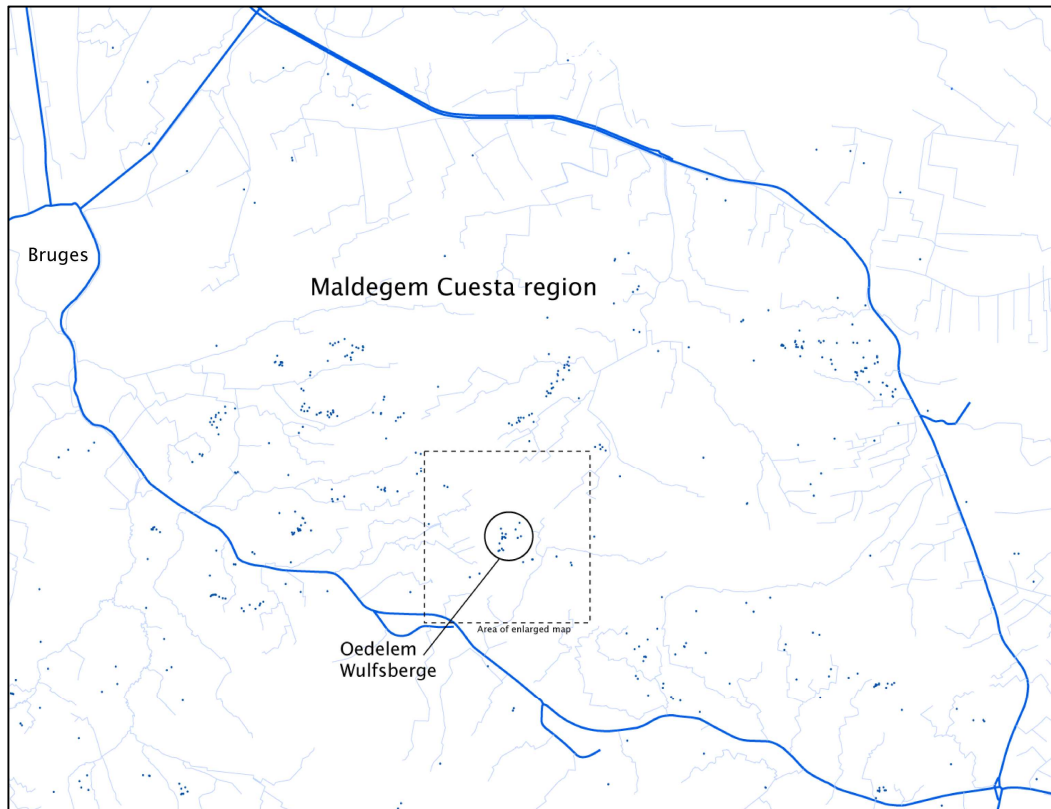 Bruges
Maldegem Cuesta region
Area of enlarged map
Oedelem
Wulfsberge